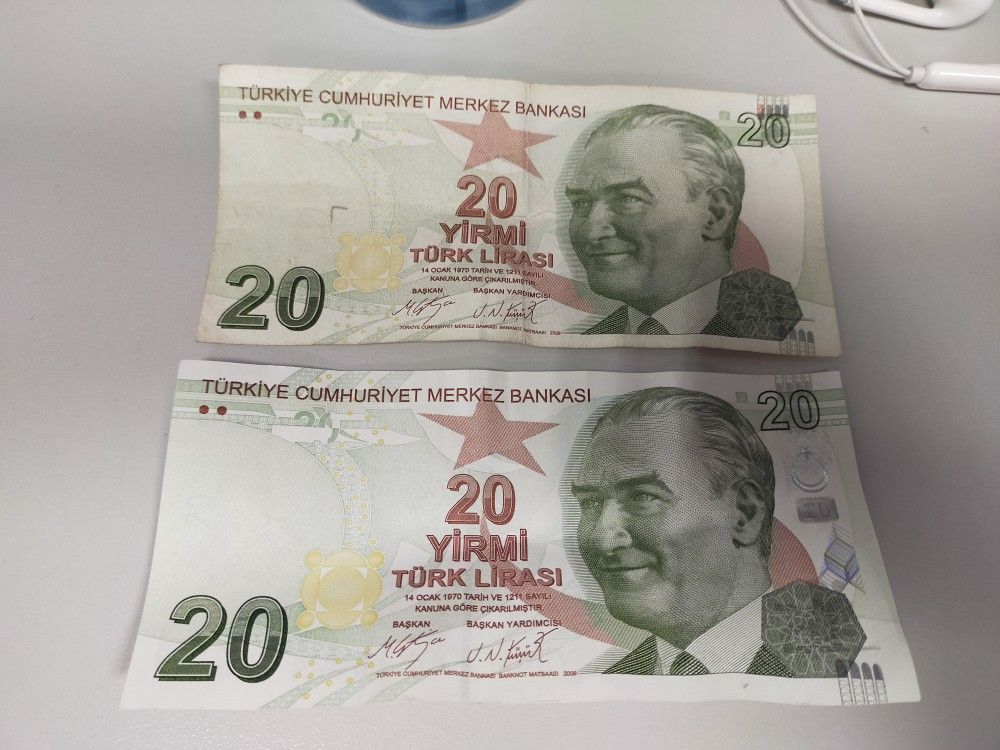 TÜRKİYE CUMHURİYET MERKEZ BANKASI
20
20
20
YİRMİ
TÜRK LİRASI
14 OCAK 1970 TARİH VE 1211 SAYILI
KANUNA GÖRE ÇIKARILMIŞTIR.
BAŞKAN BAŞKAN YARDIMCISI
20
TÜRKİYE CUMHURİYET MERKEZ BANKASI BANKNOT MATBAASI 2009
TÜRKİYE CUMHURİYET MERKEZ BANKASI
20
20
20
YİRMİ
TÜRK LİRASI
20
14 OCAK 1970 TARİH VE 1211 SAYILI
KANUNA GÖRE ÇIKARILMIŞTIR.
BAŞKAN BAŞKAN YARDIMCISI
20
TÜRKİYE CUMHURİYET MERKEZ BANKASI BANKNOT MATBAASI 2009